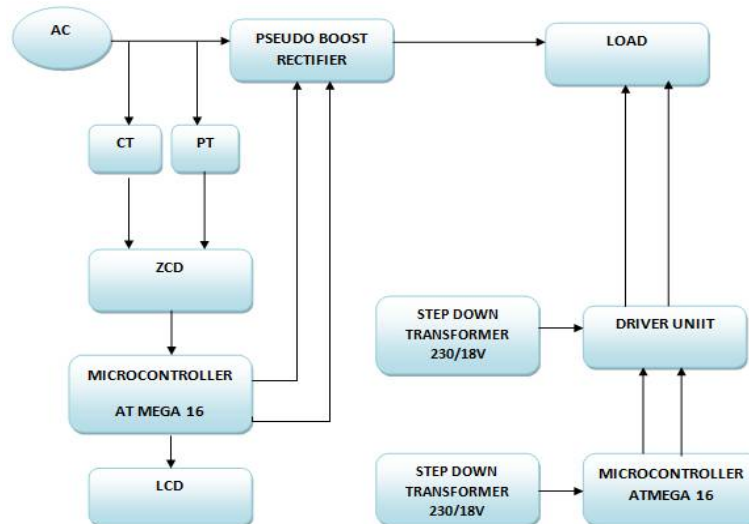 AC
PSEUDO BOOST
RECTIFIER
LOAD
CT
PT
ZCD
STEP DOWN
TRANSFORMER
230/18V
DRIVER UNIIT
MICROCONTROLLER
AT MEGA 16
LCD
STEP DOWN
TRANSFORMER
230/18V
MICROCONTROLLER
ATMEGA 16